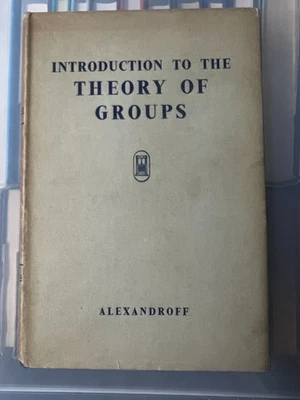 INTRODUCTION TO THE
THEORY OF
GROUPS
ALEXANDROFF